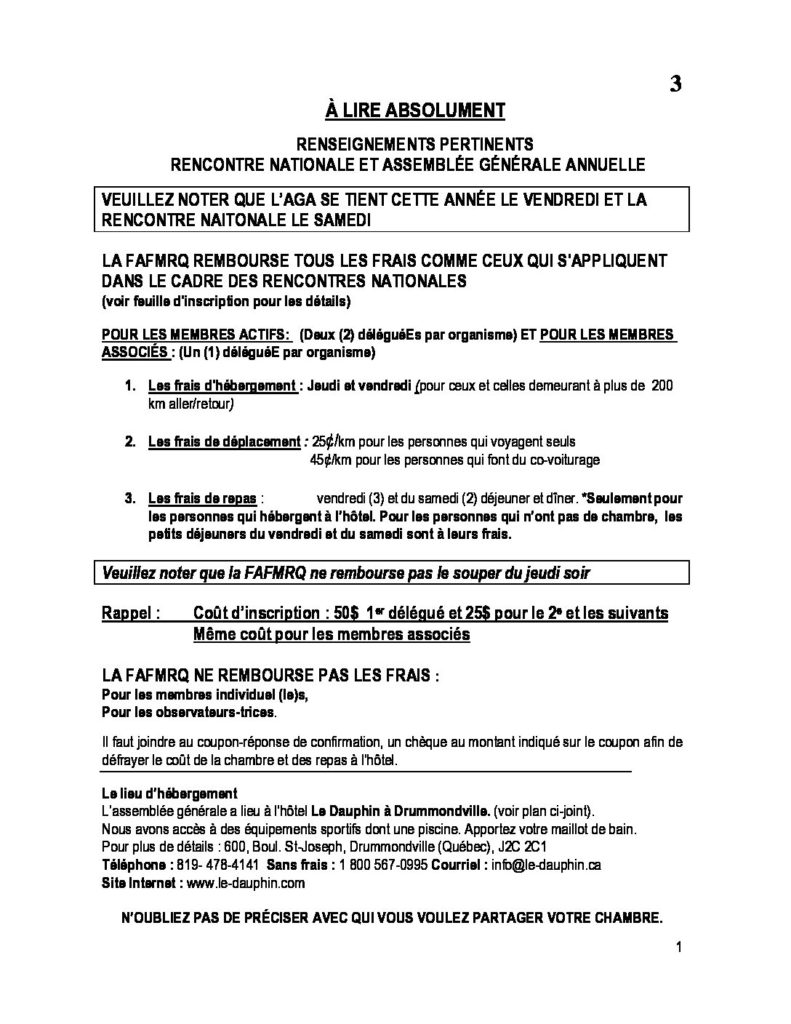 3
À LIRE ABSOLUMENT
RENSEIGNEMENTS PERTINENTS
RENCONTRE NATIONALE ET ASSEMBLÉE GÉNÉRALE ANNUELLE
VEUILLEZ NOTER QUE L'AGA SE TIENT CETTE ANNÉE LE VENDREDI ET LA
RENCONTRE NAITONALE LE SAMEDI
LA FAFMRQ REMBOURSE TOUS LES FRAIS COMME CEUX QUI S'APPLIQUENT
DANS LE CADRE DES RENCONTRES NATIONALES
(voir feuille d'inscription pour les détails)
POUR LES MEMBRES ACTIFS: (Deux (2) déléguéEs par organisme) ET POUR LES MEMBRES
ASSOCIÉS : (Un (1) déléguéE par organisme)
1. Les frais d'hébergement : Jeudi et vendredi (pour ceux et celles demeurant à plus de 200
km aller/retour)
2. Les frais de déplacement : 25¢/km pour les personnes qui voyagent seuls
45¢/km pour les personnes qui font du co-voiturage
3. Les frais de repas : vendredi (3) et du samedi (2) déjeuner et dîner. *Seulement pour
les personnes qui hébergent à l'hôtel. Pour les personnes qui n'ont pas de chambre, les
petits déjeuners du vendredi et du samedi sont à leurs frais.
Veuillez noter que la FAFMRQ ne rembourse pas le souper du jeudi soir
Rappel : Coût d'inscription : 50$ 1er délégué et 25$ pour le 2e et les suivants
Même coût pour les membres associés
LA FAFMRQ NE REMBOURSE PAS LES FRAIS :
Pour les membres individuel (le)s,
Pour les observateurs-trices.
Il faut joindre au coupon-réponse de confirmation, un chèque au montant indiqué sur le coupon afin de
défrayer le coût de la chambre et des repas à l'hôtel.
Le lieu d'hébergement
L'assemblée générale a lieu à l'hôtel Le Dauphin à Drummondville. (voir plan ci-joint).
Nous avons accès à des équipements sportifs dont une piscine. Apportez votre maillot de bain.
Pour plus de détails : 600, Boul. St-Joseph, Drummondville (Québec), J2C 2C1
Téléphone : 819- 478-4141 Sans frais : 1 800 567-0995 Courriel : info@le-dauphin.ca
Site Internet : www.le-dauphin.com
N'OUBLIEZ PAS DE PRÉCISER AVEC QUI VOUS VOULEZ PARTAGER VOTRE CHAMBRE.
1